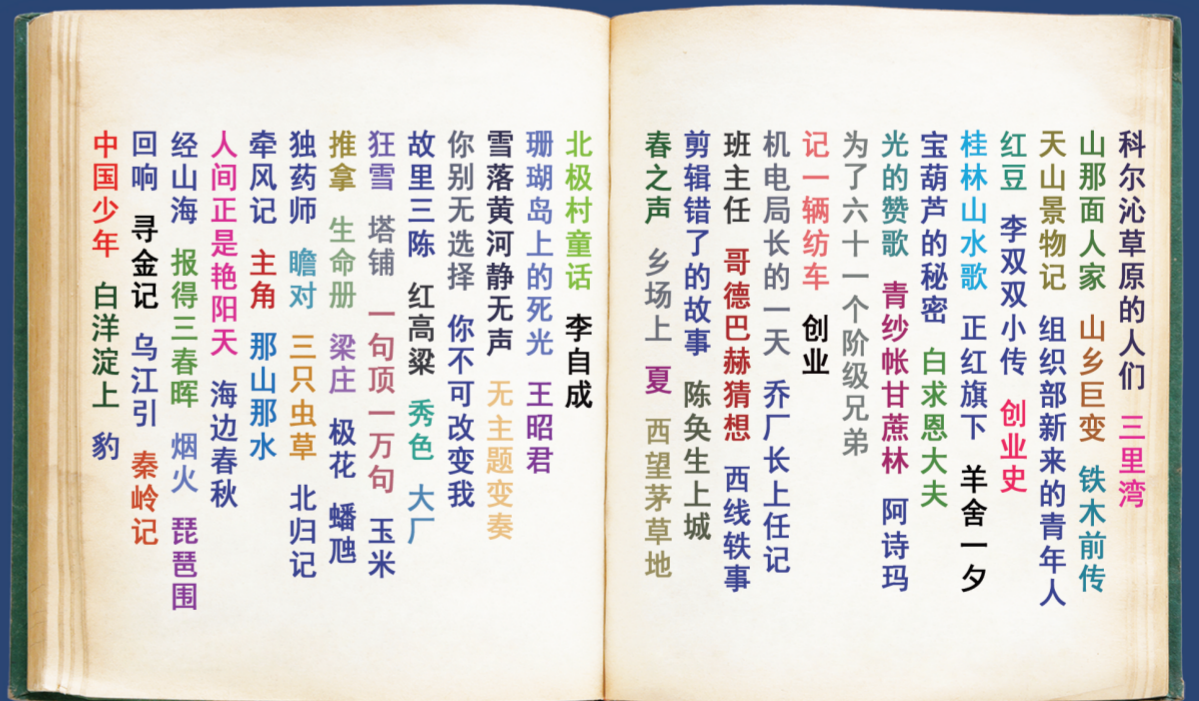 科尔沁草原的人们 三里湾
山那面人家 山乡巨变 铁木前传
天山景物记 组织部新来的青年人
红豆 李双双小传 创业史
桂林山水歌 正红旗下 羊舍一夕
宝葫芦的秘密 白求恩大夫
光的赞歌 青纱帐甘蔗林 阿诗玛
为了六十一个阶级兄弟
记一辆纺车 创业
机电局长的一天 乔厂长上任记
班主任 哥德巴赫猜想 西线轶事
剪辑错了的故事 陈奂生上城
春之声 乡场上 夏 西望茅草地
北极村童话 李自成
珊瑚岛上的死光 王昭君
雪落黄河静无声 无主题变奏
你别无选择 你不可改变我
故里三陈 红高粱 秀色 大厂
狂雪 塔铺 一句顶一万句 玉米
推拿 生命册 梁庄 极花 蟠虺
独药师 瞻对 三只虫草 北归记
牵风记 主角 那山那水
人间正是艳阳天 海边春秋
经山海 报得三春晖 烟火 琵琶围
回响 寻金记 乌江引 秦岭记
中国少年 白洋淀上 豹